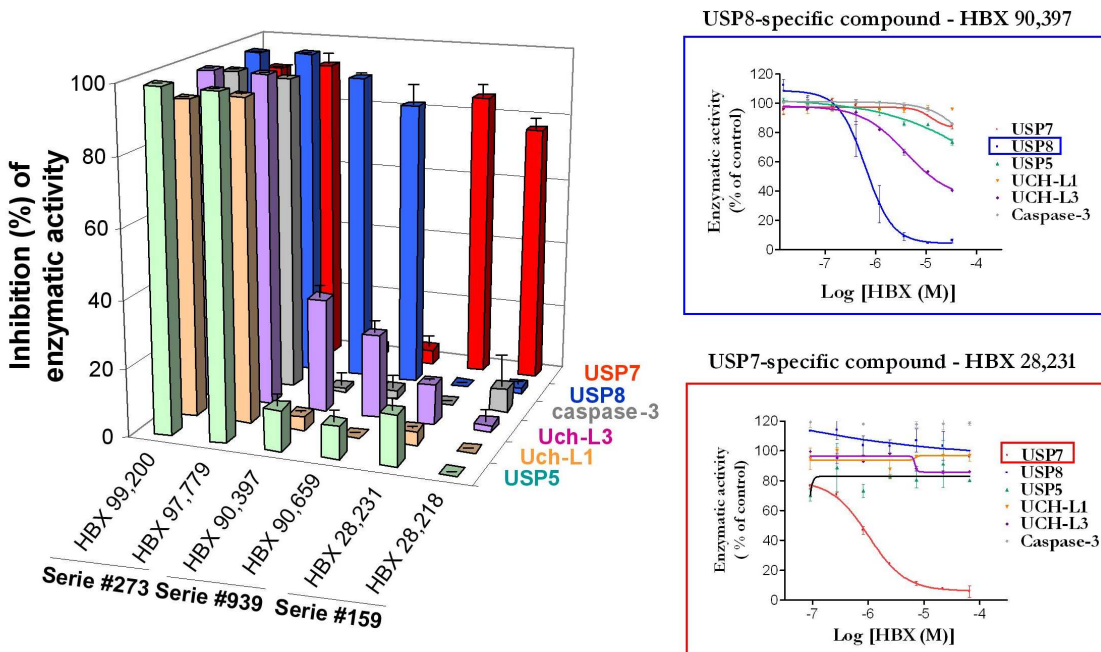 Inhibition (%) of
enzymatic activity
100
80
60
40
20
0
USP7
USP8
caspase-3
Uch-L3
Uch-L1
USP5
HBX 99,200
HBX 97,779
HBX 90,397
HBX 90,659
HBX 28,231
HBX 28,218
Serie #273
Serie #939
Serie #159
USP8-specific compound - HBX 90,397
Enzymatic activity
(% of control)
120
100
80
60
40
20
0
-7
-6
-5
-4
Log [HBX (M)]
USP7
USP8
USP5
UCH-L1
UCH-L3
Caspase-3
USP7-specific compound - HBX 28,231
Enzymatic activity
( % of control)
120
100
80
60
40
20
0
-7
-6
-5
-4
Log [HBX (M)]
USP7
USP8
USP5
UCH-L1
UCH-L3
Caspase-3